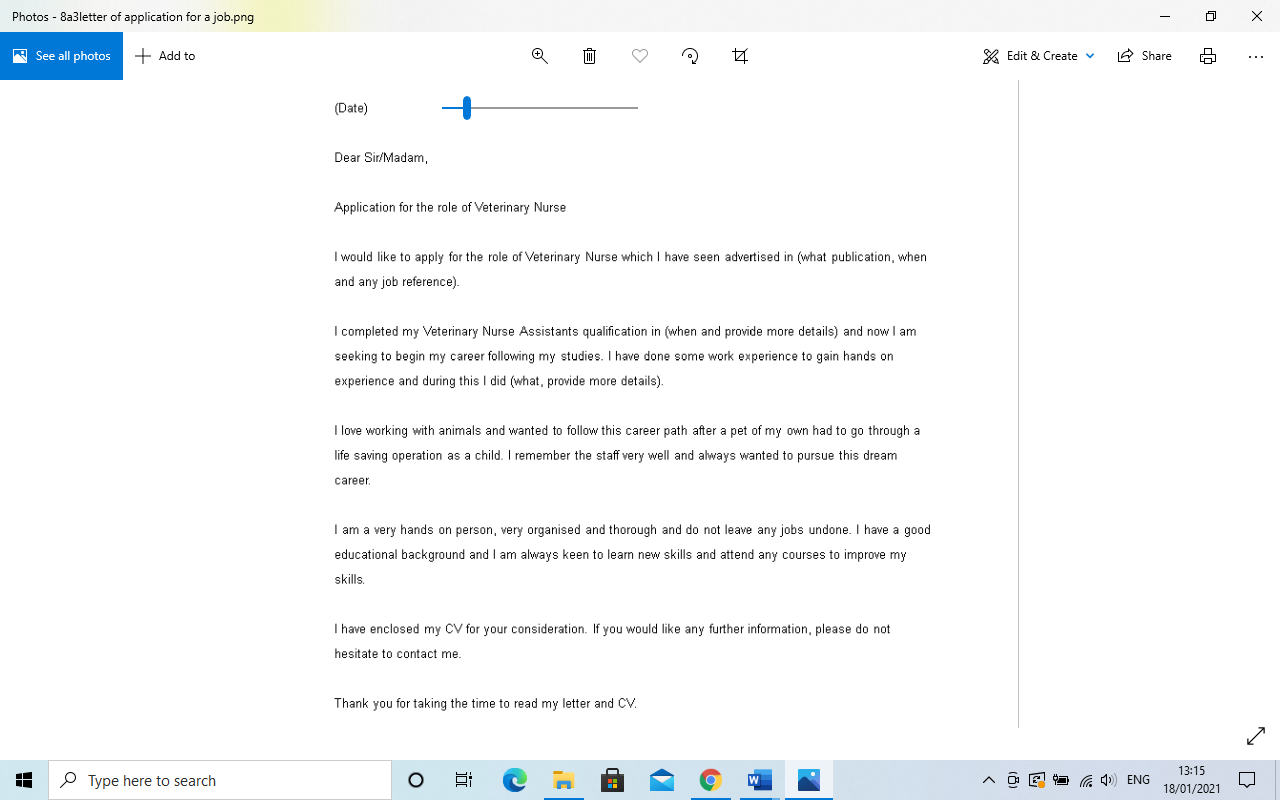 Photos - 8a3letter of application for a job.png
See all photos
Add to
Edit & Create
Share
(Date)
Dear Sir/Madam,
Application for the role of Veterinary Nurse
I would like to apply for the role of Veterinary Nurse which I have seen advertised in (what publication, when
and any job reference).
I completed my Veterinary Nurse Assistants qualification in (when and provide more details) and now I am
seeking to begin my career following my studies. I have done some work experience to gain hands on
experience and during this I did (what, provide more details).
I love working with animals and wanted to follow this career path after a pet of my own had to go through a
life saving operation as a child. I remember the staff very well and always wanted to pursue this dream
career.
I am a very hands on person, very organised and thorough and do not leave any jobs undone. I have a good
educational background and I am always keen to learn new skills and attend any courses to improve my
skills.
I have enclosed my CV for your consideration. If you would like any further information, please do not
hesitate to contact me.
Thank you for taking the time to read my letter and CV.
Type here to search
ENG
13:15
18/01/2021